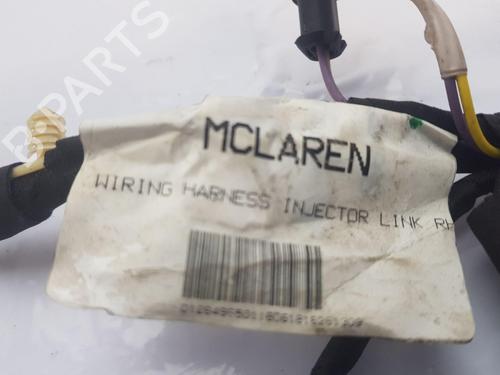 MCLAREN
WIRING HARNESS INJECTOR LINK RH
B-PARTS